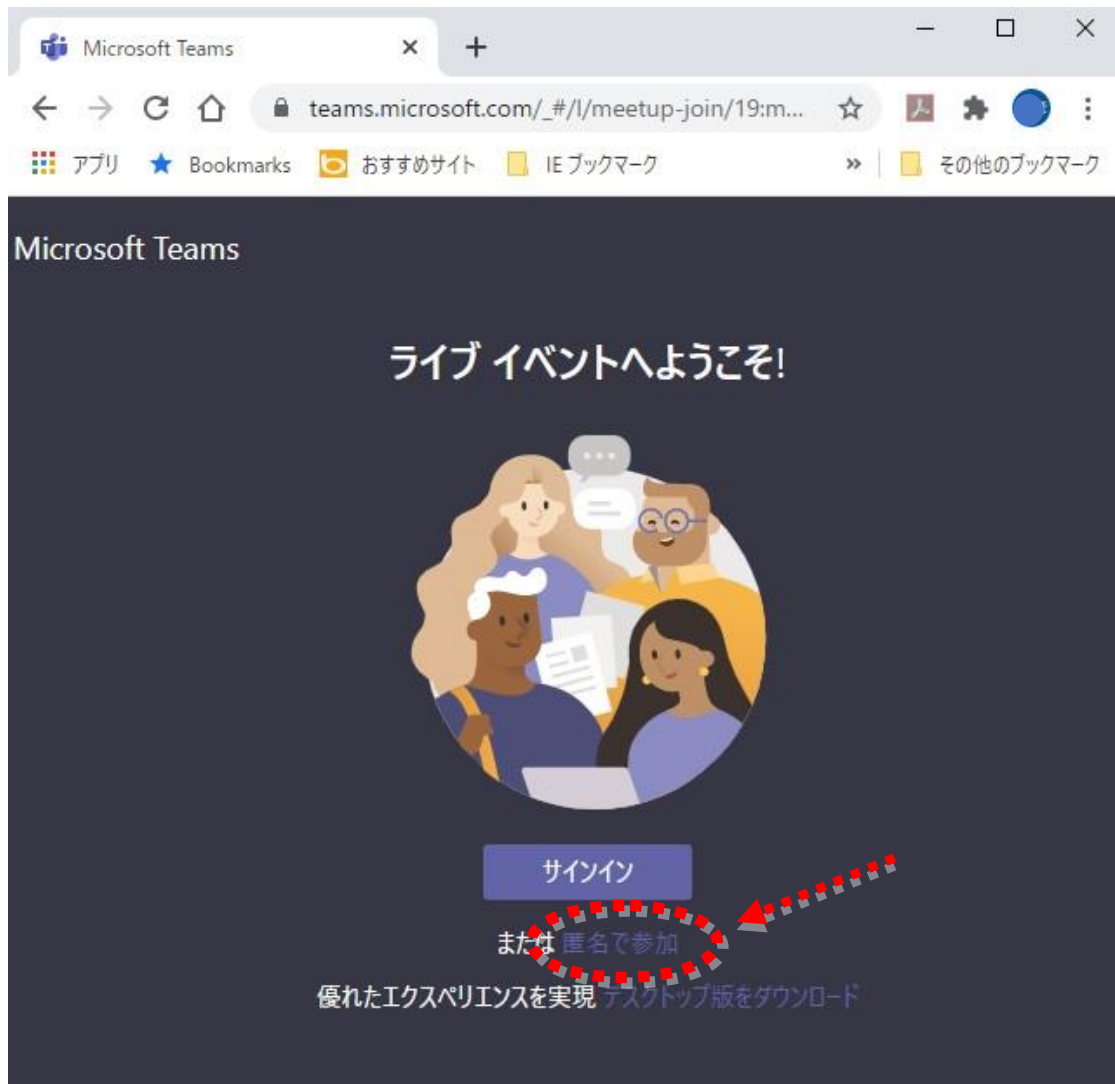 Microsoft Teams
teams.microsoft.com/_#/l/meetup-join/19:m...
アプリ Bookmarks おすすめサイト IE ブックマーク » その他のブックマーク
Microsoft Teams
ライブ イベントへようこそ!
サインイン
または 匿名で参加
優れたエクスペリエンスを実現 デスクトップ版をダウンロード